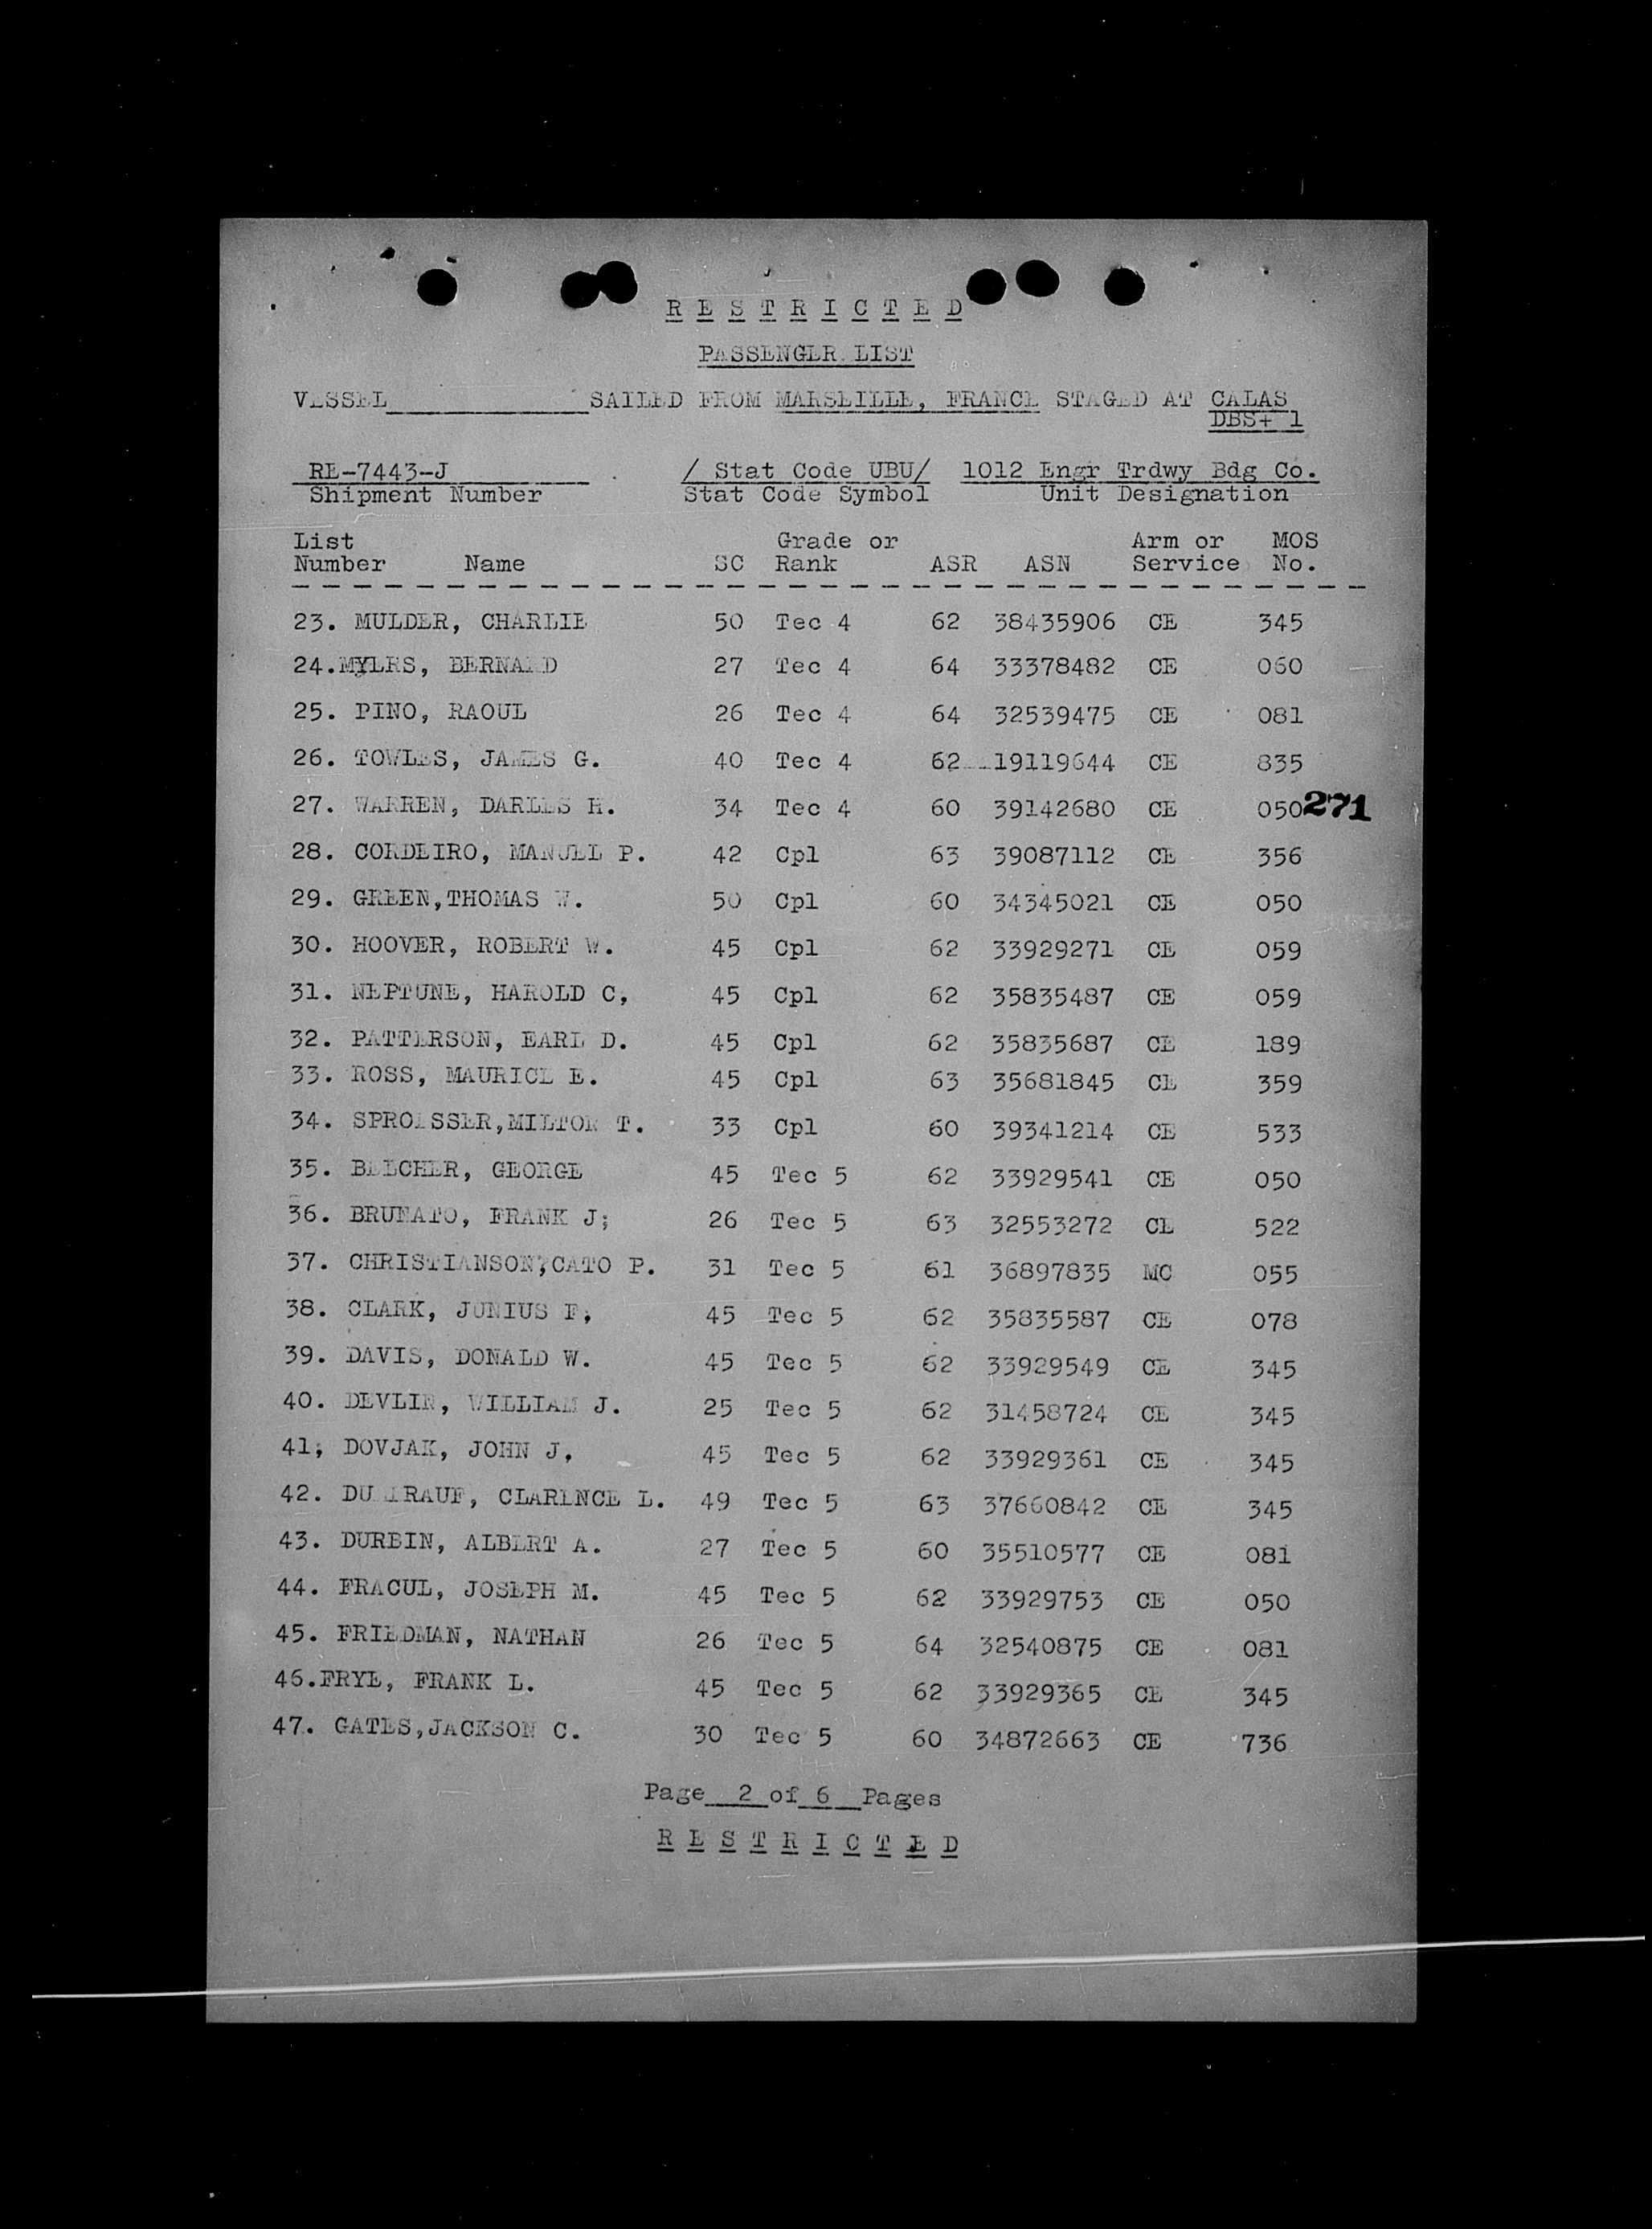 R E S T R I C T E D
PASSENGER LIST
VESSEL____________SAILED FROM MARSEILLE, FRANCE STAGED AT CALAS
DBS+ 1
RE-7443-J / Stat Code UBU/ 1012 Engr Trdwy Bdg Co.
Shipment Number Stat Code Symbol Unit Designation
List Grade or Arm or MOS
Number Name SC Rank ASR ASN Service No.
23. MULDER, CHARLIE 50 Tec 4 62 38435906 CE 345
24.MYLES, BERNARD 27 Tec 4 64 33378482 CE 060
25. PINO, RAOUL 26 Tec 4 64 32539475 CE 081
26. TOWLES, JAMES G. 40 Tec 4 62 19119644 CE 835
27. WARREN, DARLES H. 34 Tec 4 60 39142680 CE 050 271
28. CORDEIRO, MANUEL P. 42 Cpl 63 39087112 CE 356
29. GREEN,THOMAS W. 50 Cpl 60 34345021 CE 050
30. HOOVER, ROBERT W. 45 Cpl 62 33929271 CE 059
31. NEPTUNE, HAROLD C, 45 Cpl 62 35835487 CE 059
32. PATTERSON, EARL D. 45 Cpl 62 35835687 CE 189
33. ROSS, MAURICE E. 45 Cpl 63 35681845 CE 359
34. SPROESSER,MILTON T. 33 Cpl 60 39341214 CE 533
35. BELCHER, GEORGE 45 Tec 5 62 33929541 CE 050
36. BRUNATO, FRANK J; 26 Tec 5 63 32553272 CE 522
37. CHRISTIANSON,CATO P. 31 Tec 5 61 36897835 MC 055
38. CLARK, JUNIUS F, 45 Tec 5 62 35835587 CE 078
39. DAVIS, DONALD W. 45 Tec 5 62 33929549 CE 345
40. DEVLIN, WILLIAM J. 25 Tec 5 62 31458724 CE 345
41, DOVJAK, JOHN J, 45 Tec 5 62 33929361 CE 345
42. CLARENCE L. 49 Tec 5 63 37660842 CE 345
43. DURBIN, ALBERT A. 27 Tec 5 60 35510577 CE 081
44. FRACUL, JOSEPH M. 45 Tec 5 62 33929753 CE 050
45. FRIEDMAN, NATHAN 26 Tec 5 64 32540875 CE 081
46.FRYE, FRANK L. 45 Tec 5 62 33929365 CE 345
47. GATES,JACKSON C. 30 Tec 5 60 34872663 CE 736
Page 2 of 6 Pages
R E S T R I C T E D